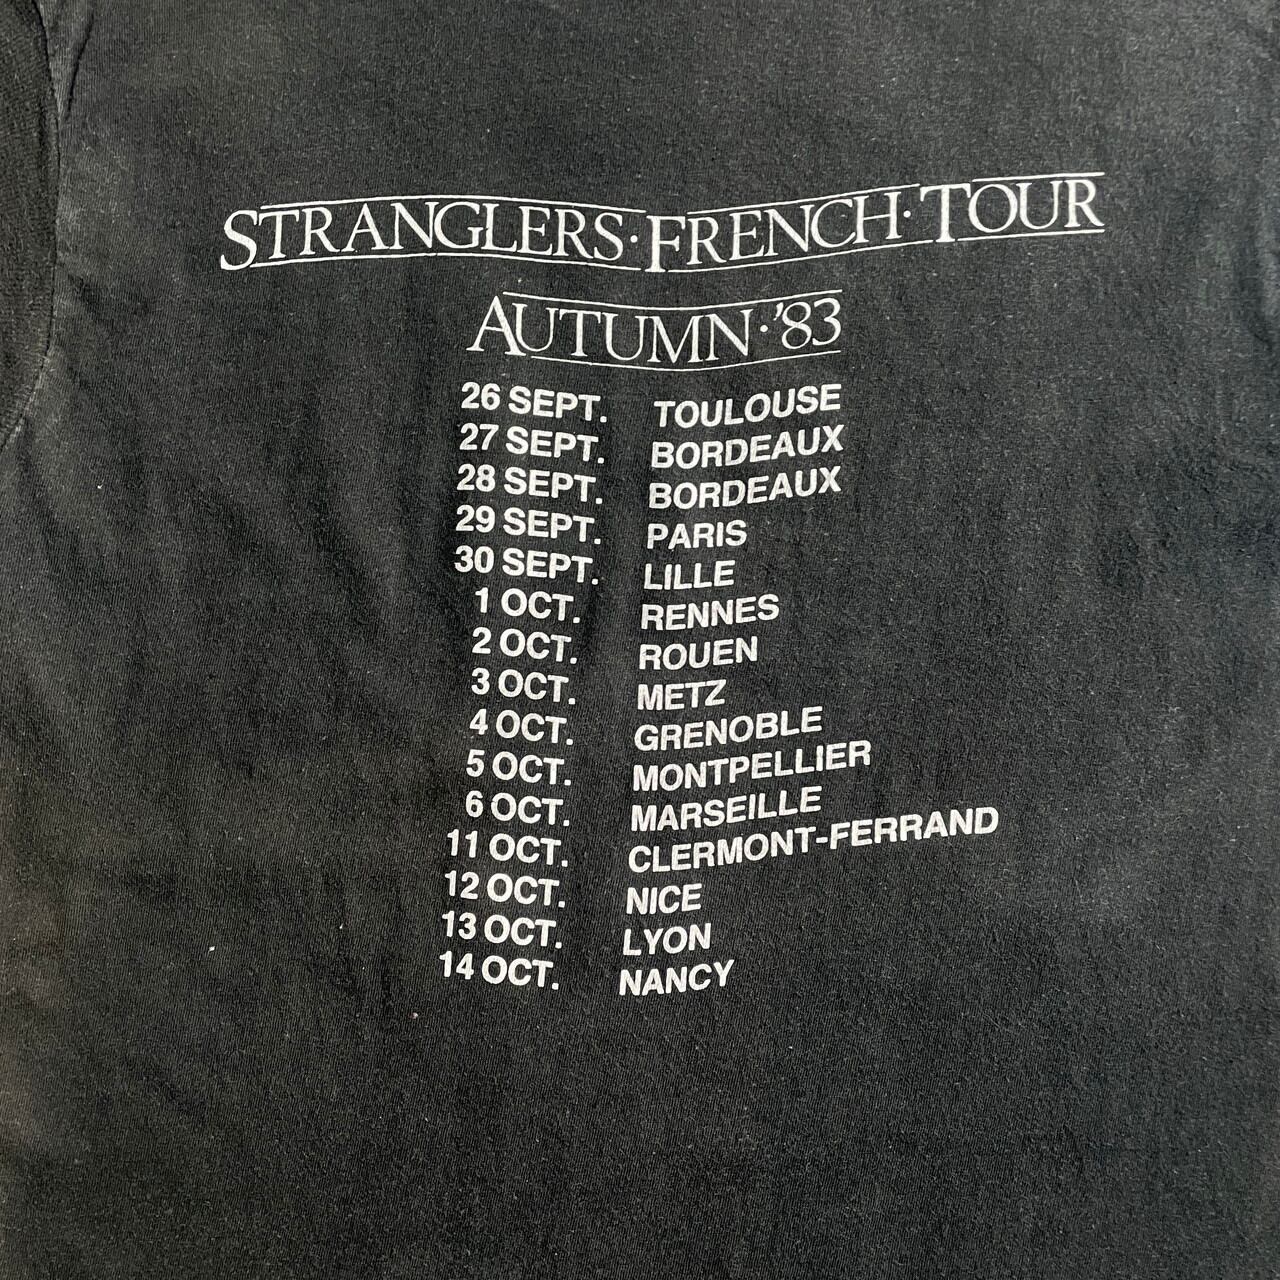 STRANGLERS·FRENCH·TOUR
AUTUMN·'83
26 SEPT. TOULOUSE
27 SEPT. BORDEAUX
28 SEPT. BORDEAUX
29 SEPT. PARIS
30 SEPT. LILLE
1 OCT. RENNES
2 OCT. ROUEN
3 OCT. METZ
4 OCT. GRENOBLE
5 OCT. MONTPELLIER
6 OCT. MARSEILLE
11 OCT. CLERMONT-FERRAND
12 OCT. NICE
13 OCT. LYON
14 OCT. NANCY